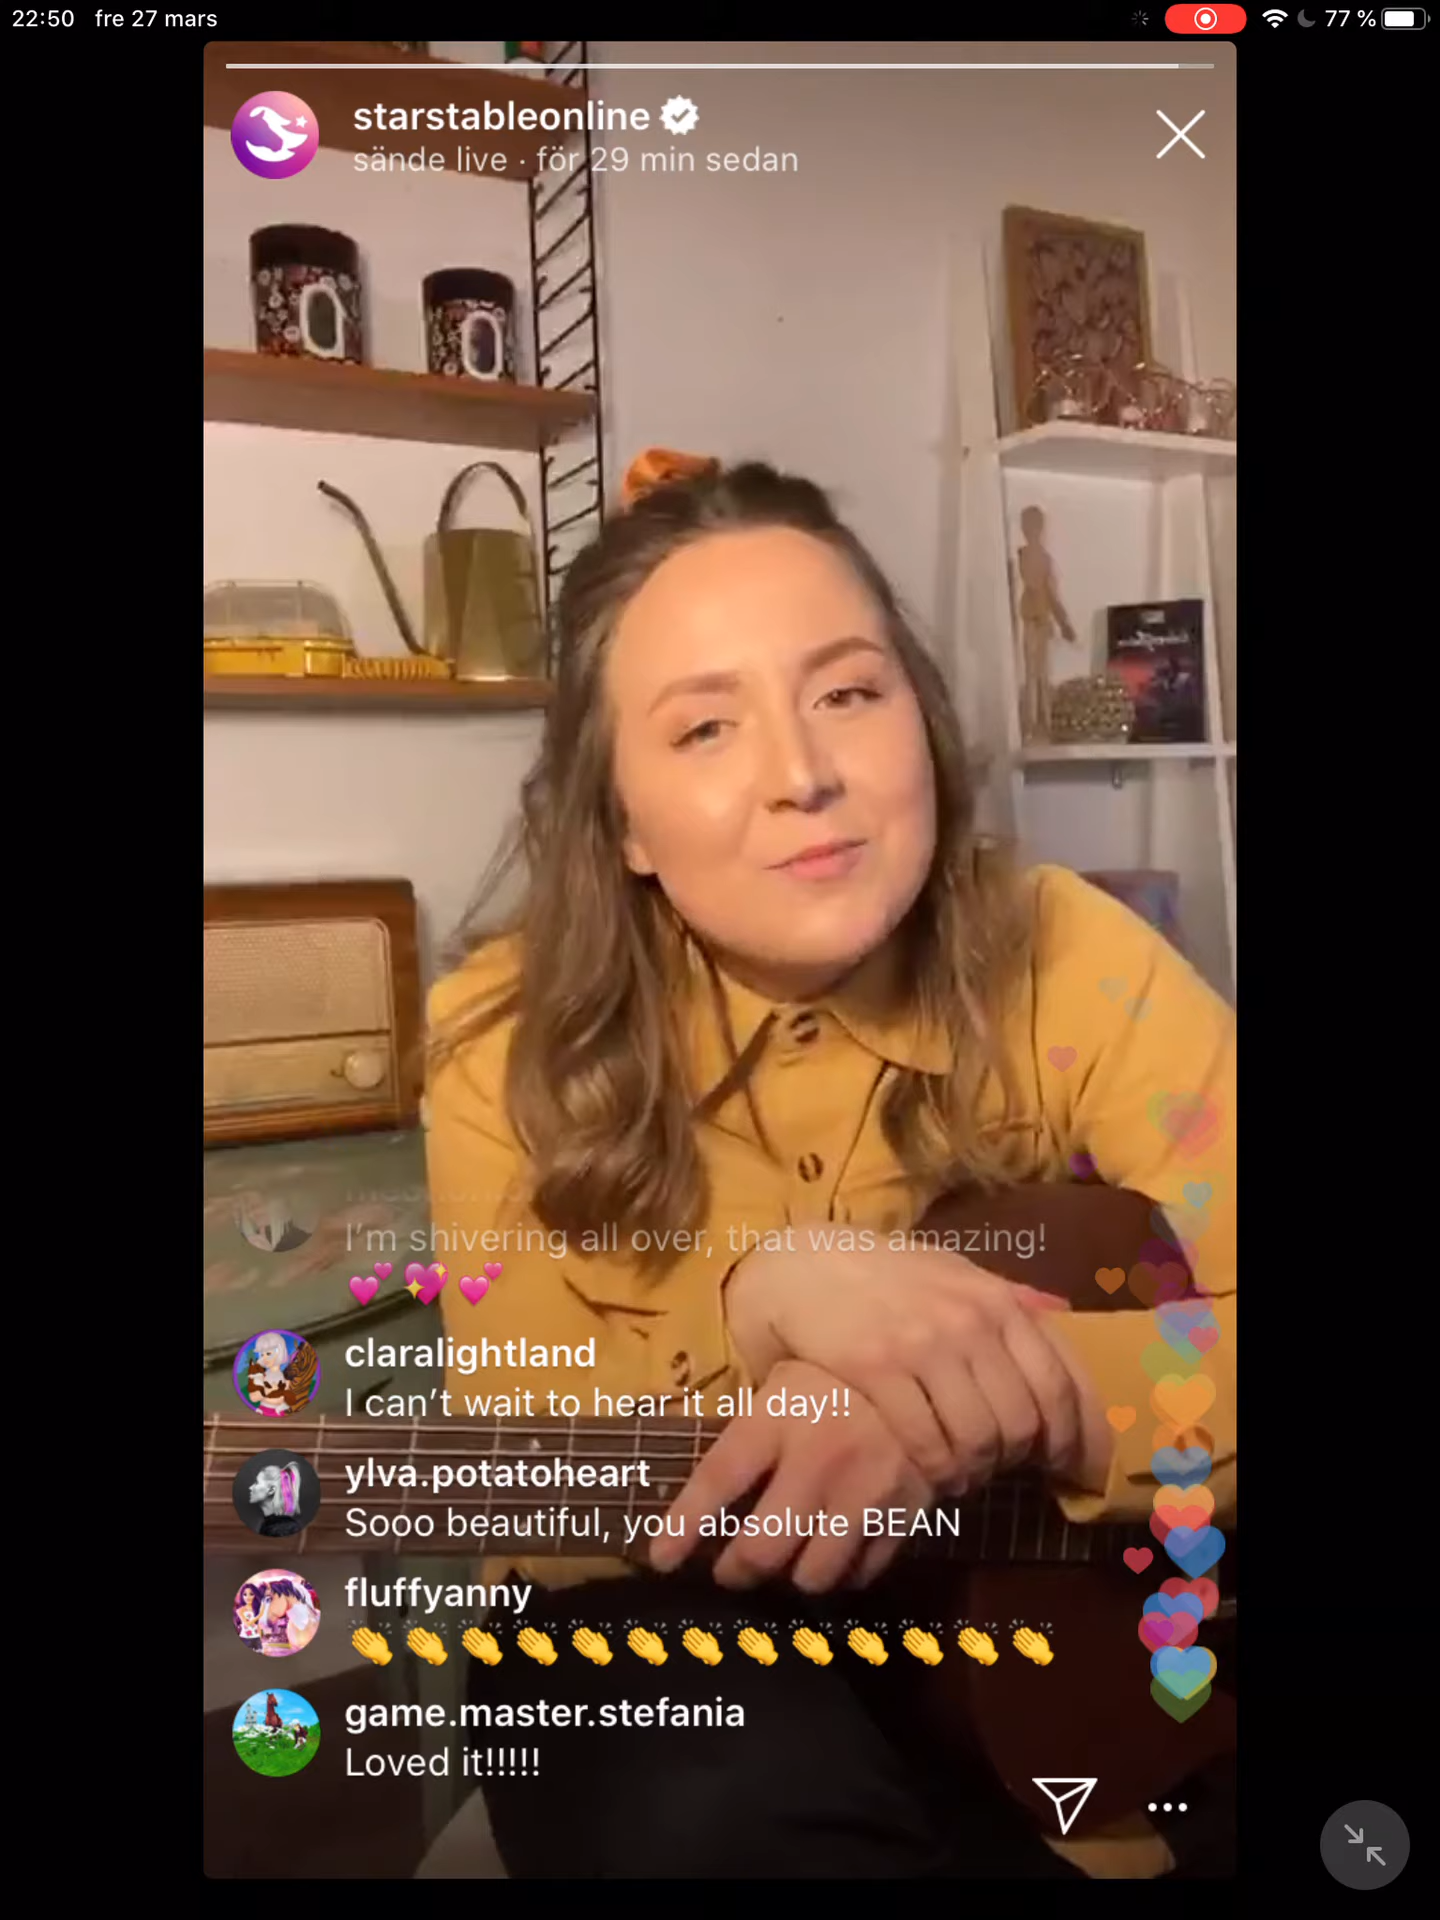 22:50 fre 27 mars
77 %
starstableonline
sände live · för 29 min sedan
I'm shivering all over, that was amazing!
💕 💖 💕
claralightland
I can't wait to hear it all day!!
ylva.potatoheart
Sooo beautiful, you absolute BEAN
fluffyanny
👏👏👏👏👏👏👏👏👏👏👏👏👏
game.master.stefania
Loved it!!!!!